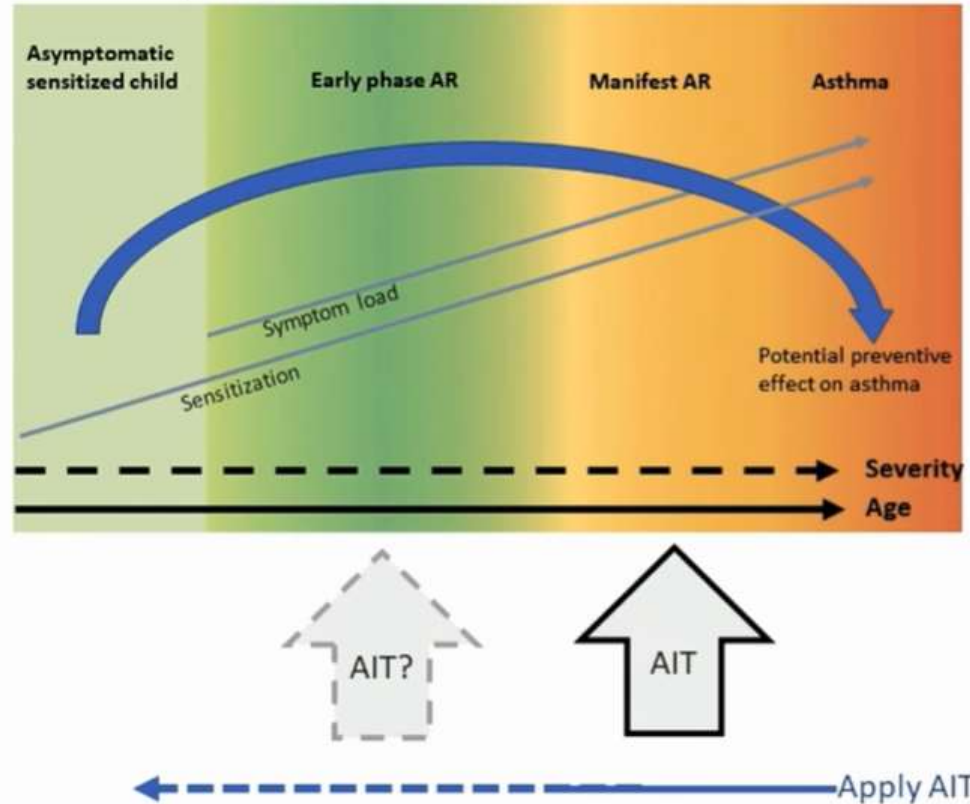 Asymptomatic
sensitized child
Early phase AR
Manifest AR
Asthma
Symptom load
Sensitization
Potential preventive
effect on asthma
Severity
Age
AIT?
AIT
Apply AIT